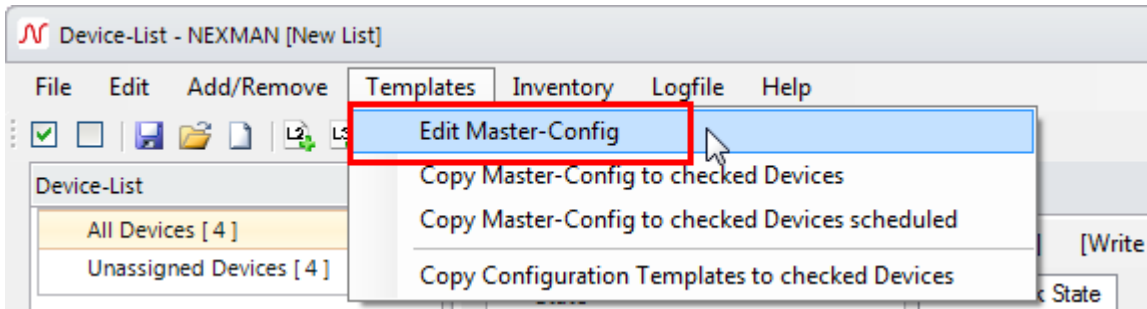 Device-List - NEXMAN [New List]
File Edit Add/Remove Templates Inventory Logfile Help
L2 L3
Edit Master-Config
Device-List
Copy Master-Config to checked Devices
All Devices [ 4 ]
Copy Master-Config to checked Devices scheduled
[Write
Unassigned Devices [ 4 ]
Copy Configuration Templates to checked Devices
State